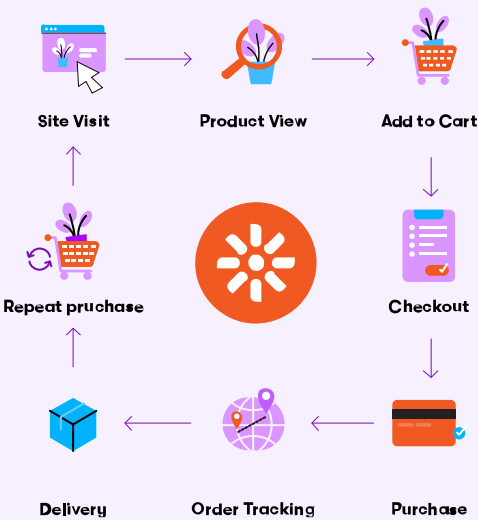 Site Visit
Product View
Add to Cart
Repeat pruchase
Checkout
Delivery
Order Tracking
Purchase